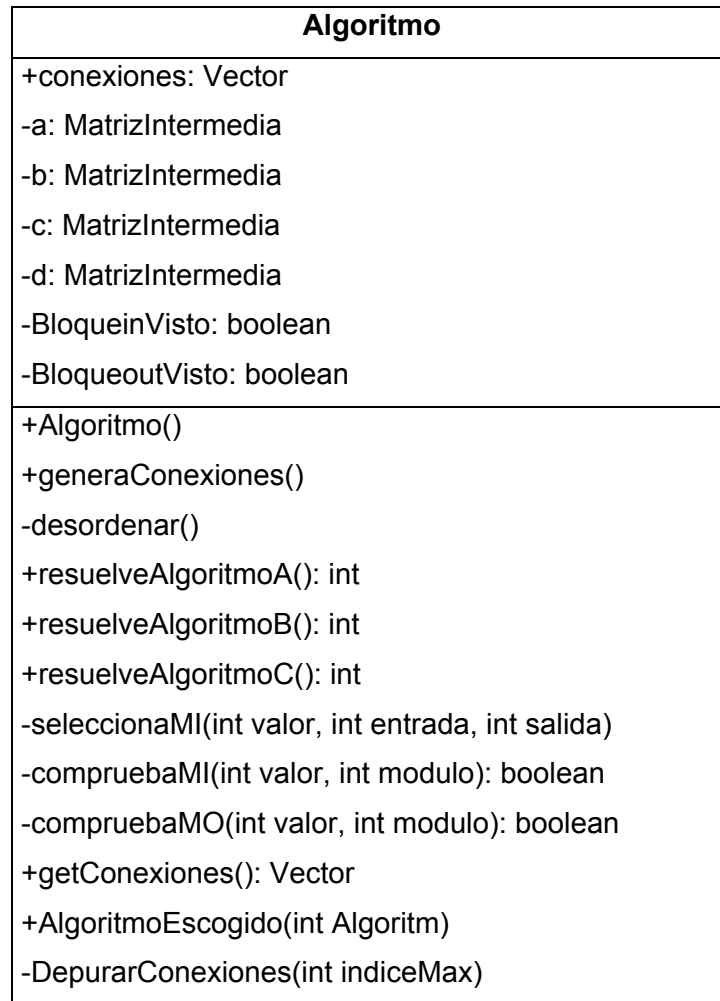 Algoritmo
+conexiones: Vector
-a: MatrizIntermedia
-b: MatrizIntermedia
-c: MatrizIntermedia
-d: MatrizIntermedia
-BloqueinVisto: boolean
-BloqueoutVisto: boolean
+Algoritmo()
+generaConexiones()
-desordenar()
+resuelveAlgoritmoA(): int
+resuelveAlgoritmoB(): int
+resuelveAlgoritmoC(): int
-seleccionaMI(int valor, int entrada, int salida)
-compruebaMI(int valor, int modulo): boolean
-compruebaMO(int valor, int modulo): boolean
+getConexiones(): Vector
+AlgoritmoEscogido(int Algoritm)
-DepurarConexiones(int indiceMax)